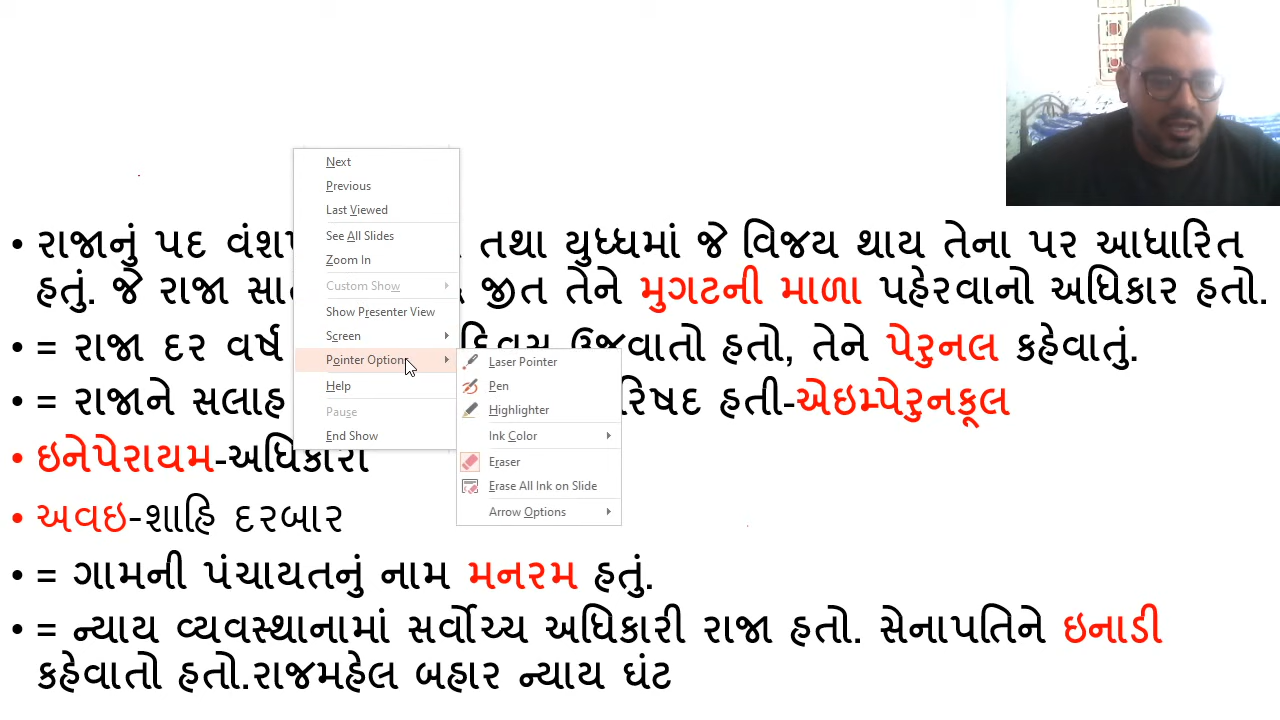 રાજાનું પદ વંશપ તથા યુધ્ધમાં જે વિજય થાય તેના પર આધારિત
હતું. જે રાજા સાત જીત તેને મુગટની માળા પહેરવાનો અધિકાર હતો.
= રાજા દર વર્ષ દિવસ ઉજવાતો હતો, તેને પેરુનલ કહેવાતું.
= રાજાને સલાહ રિષદ હતી-એઇમ્પેરુનકૂલ
ઇનેપેરાયમ-અધિકારી
અવઇ-શાહિ દરબાર
= ગામની પંચાયતનું નામ મનરમ હતું.
= ન્યાય વ્યવસ્થાનામાં સર્વોચ્ચ અધિકારી રાજા હતો. સેનાપતિને ઇનાડી
કહેવાતો હતો.રાજમહેલ બહાર ન્યાય ઘંટ
Next
Previous
Last Viewed
See All Slides
Zoom In
Custom Show
Show Presenter View
Screen
Pointer Options
Help
Pause
End Show
Laser Pointer
Pen
Highlighter
Ink Color
Eraser
Erase All Ink on Slide
Arrow Options